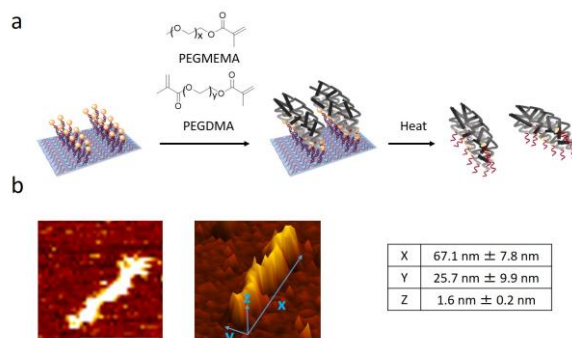 a
O
O
x
PEGMEMA
O
O
O
y
O
PEGDMA
Heat
b
z
x
y
X 67.1 nm ± 7.8 nm
Y 25.7 nm ± 9.9 nm
Z 1.6 nm ± 0.2 nm